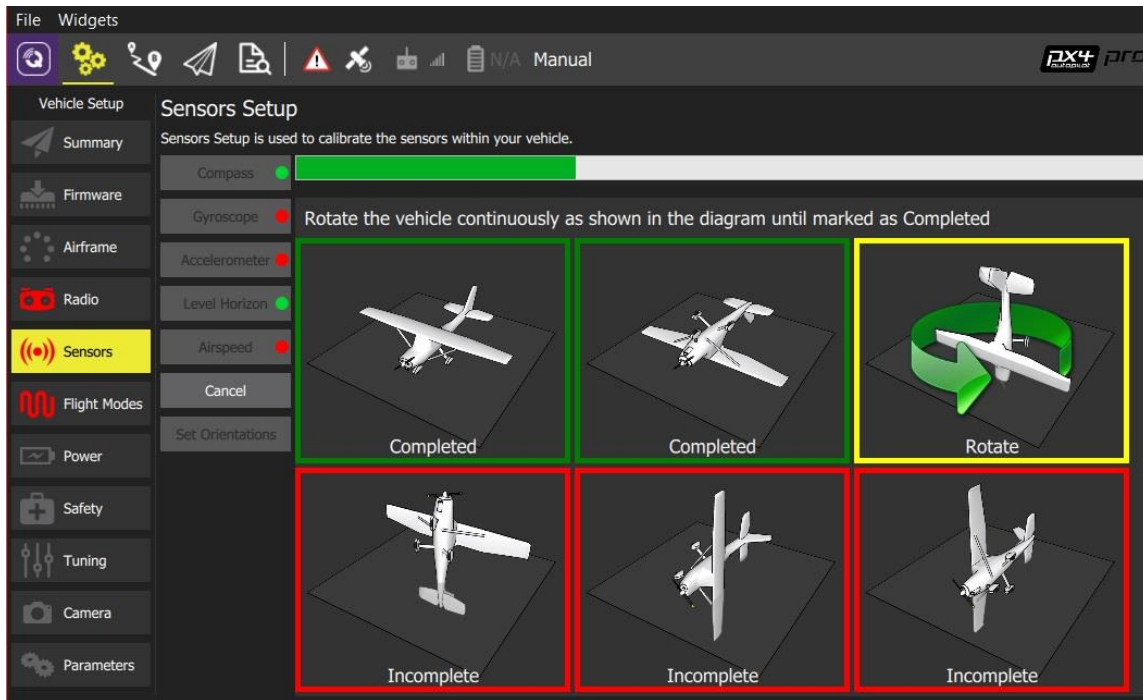 File Widgets
N/A Manual
px4 autopilot
Vehicle Setup
Summary
Firmware
Airframe
Radio
Sensors
Flight Modes
Power
Safety
Tuning
Camera
Parameters
Sensors Setup
Sensors Setup is used to calibrate the sensors within your vehicle.
Compass
Gyroscope
Accelerometer
Level Horizon
Airspeed
Cancel
Set Orientations
Rotate the vehicle continuously as shown in the diagram until marked as Completed
Completed
Completed
Rotate
Incomplete
Incomplete
Incomplete